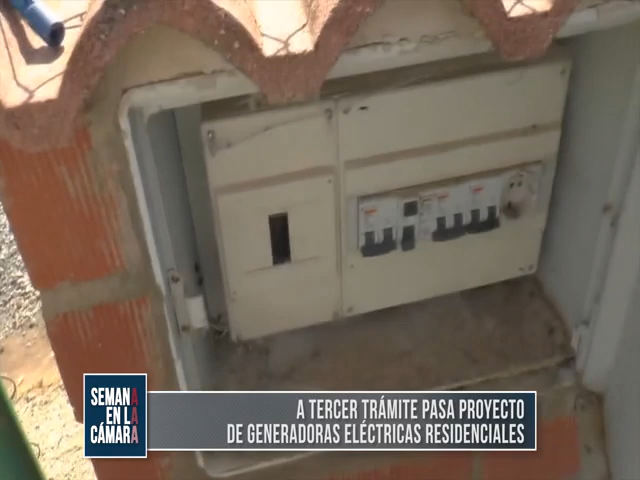 SEMANA
EN LA
CÁMARA
A TERCER TRÁMITE PASA PROYECTO
DE GENERADORAS ELÉCTRICAS RESIDENCIALES